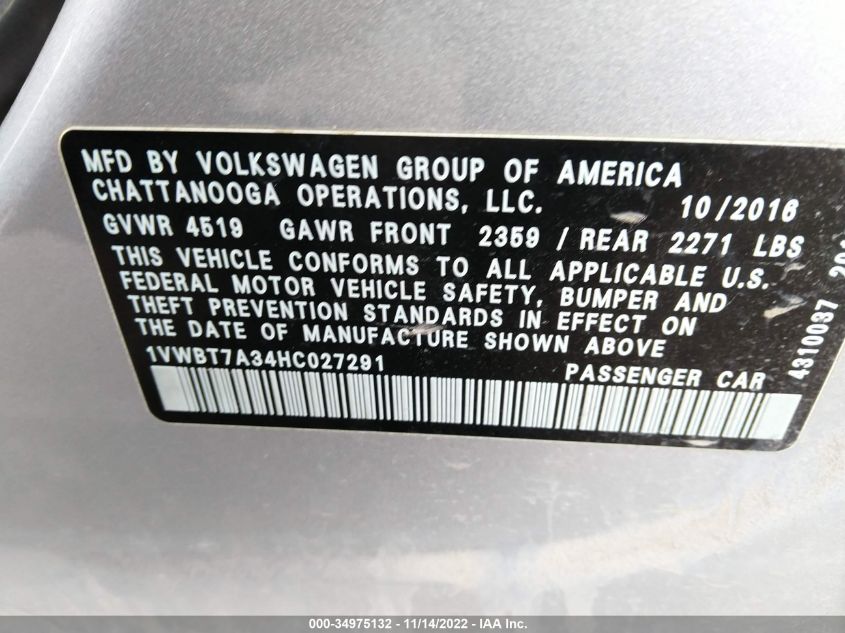 MFD BY VOLKSWAGEN GROUP OF AMERICA
CHATTANOOGA OPERATIONS, LLC. 10/2016
GVWR 4519 GAWR FRONT 2359 / REAR 2271 LBS
THIS VEHICLE CONFORMS TO ALL APPLICABLE U.S.
FEDERAL MOTOR VEHICLE SAFETY, BUMPER AND
THEFT PREVENTION STANDARDS IN EFFECT ON
THE DATE OF MANUFACTURE SHOWN ABOVE
1VWBT7A34HC027291 PASSENGER CAR
4310037
000-34975132 - 11/14/2022 - IAA Inc.